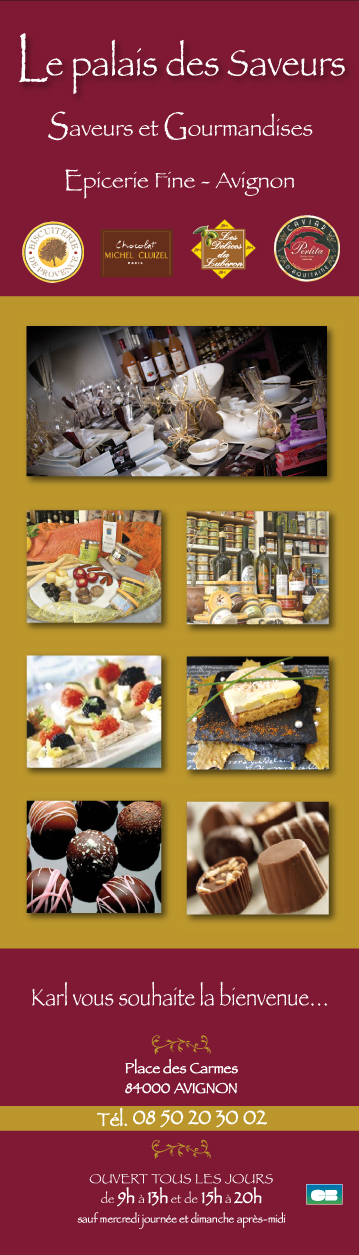 Le palais des Saveurs
Saveurs et Gourmandises
Epicerie Fine - Avignon
BISCUITERIE
DE PROVENCE
Chocolat
MICHEL CLUIZEL
PARIS
Les
Délices
du
Luberon
CAVIAR
Perlita
D'AQUITAINE
Karl vous souhaite la bienvenue...
Place des Carmes
84000 AVIGNON
Tél. 08 50 20 30 02
OUVERT TOUS LES JOURS
de 9h à 13h et de 15h à 20h
CB
sauf mercredi journée et dimanche après-midi